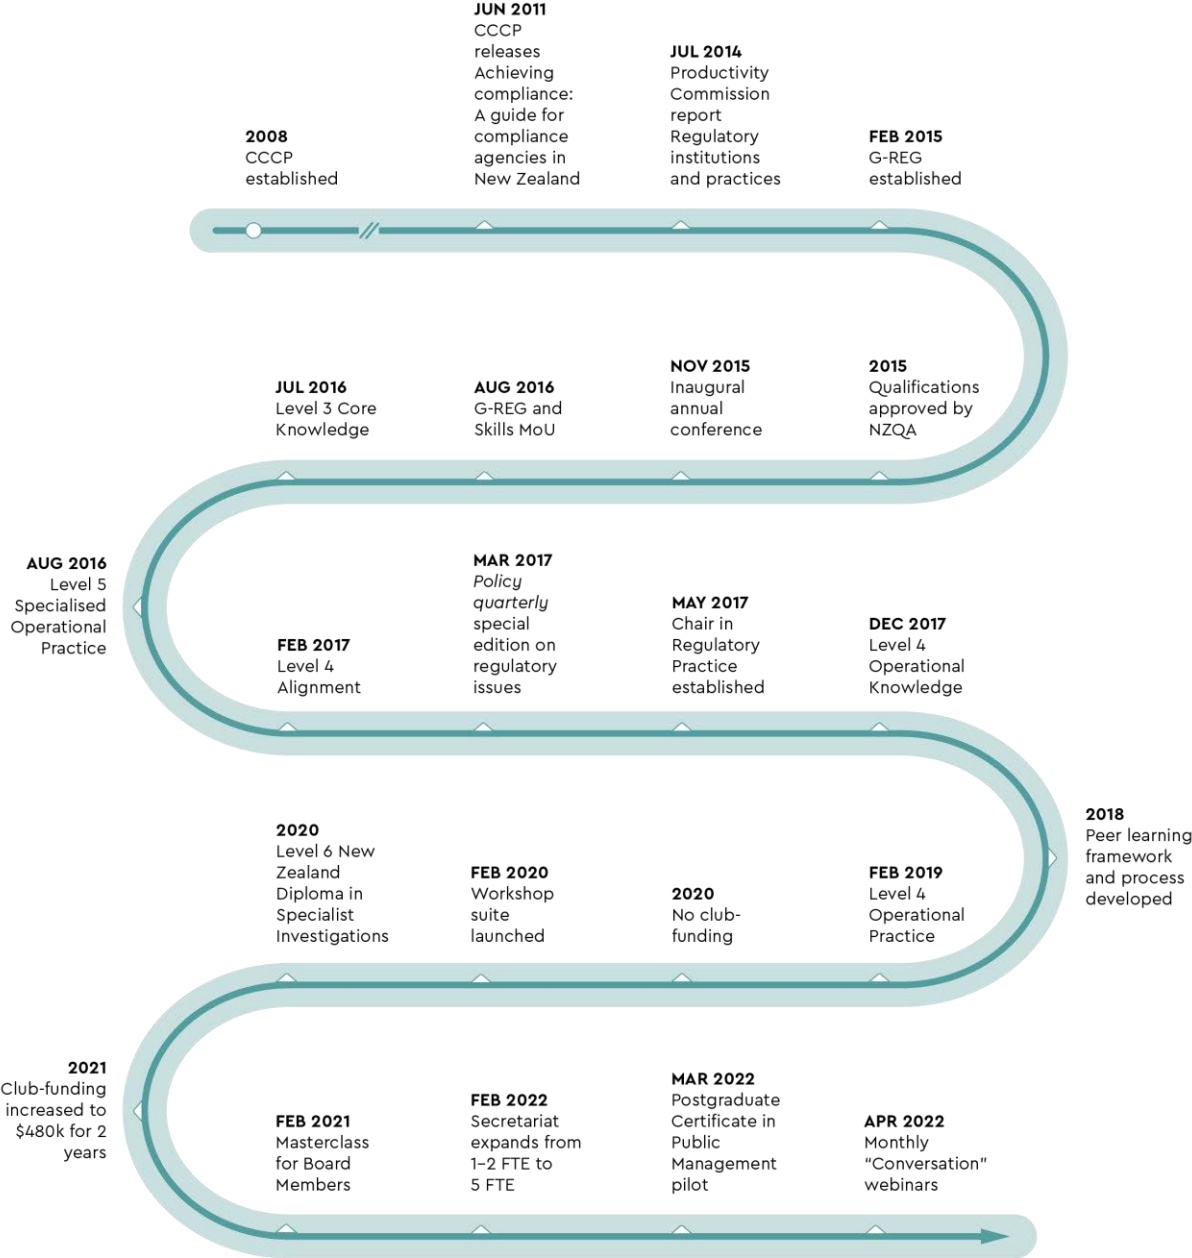 2008
CCCP
established
JUN 2011
CCCP
releases
Achieving
compliance:
A guide for
compliance
agencies in
New Zealand
JUL 2014
Productivity
Commission
report
Regulatory
institutions
and practices
FEB 2015
G-REG
established
2015
Qualifications
approved by
NZQA
NOV 2015
Inaugural
annual
conference
AUG 2016
G-REG and
Skills MoU
JUL 2016
Level 3 Core
Knowledge
AUG 2016
Level 5
Specialised
Operational
Practice
FEB 2017
Level 4
Alignment
MAR 2017
Policy
quarterly
special
edition on
regulatory
issues
MAY 2017
Chair in
Regulatory
Practice
established
DEC 2017
Level 4
Operational
Knowledge
2018
Peer learning
framework
and process
developed
FEB 2019
Level 4
Operational
Practice
2020
No club-
funding
FEB 2020
Workshop
suite
launched
2020
Level 6 New
Zealand
Diploma in
Specialist
Investigations
2021
Club-funding
increased to
$480k for 2
years
FEB 2021
Masterclass
for Board
Members
FEB 2022
Secretariat
expands from
1–2 FTE to
5 FTE
MAR 2022
Postgraduate
Certificate in
Public
Management
pilot
APR 2022
Monthly
“Conversation”
webinars